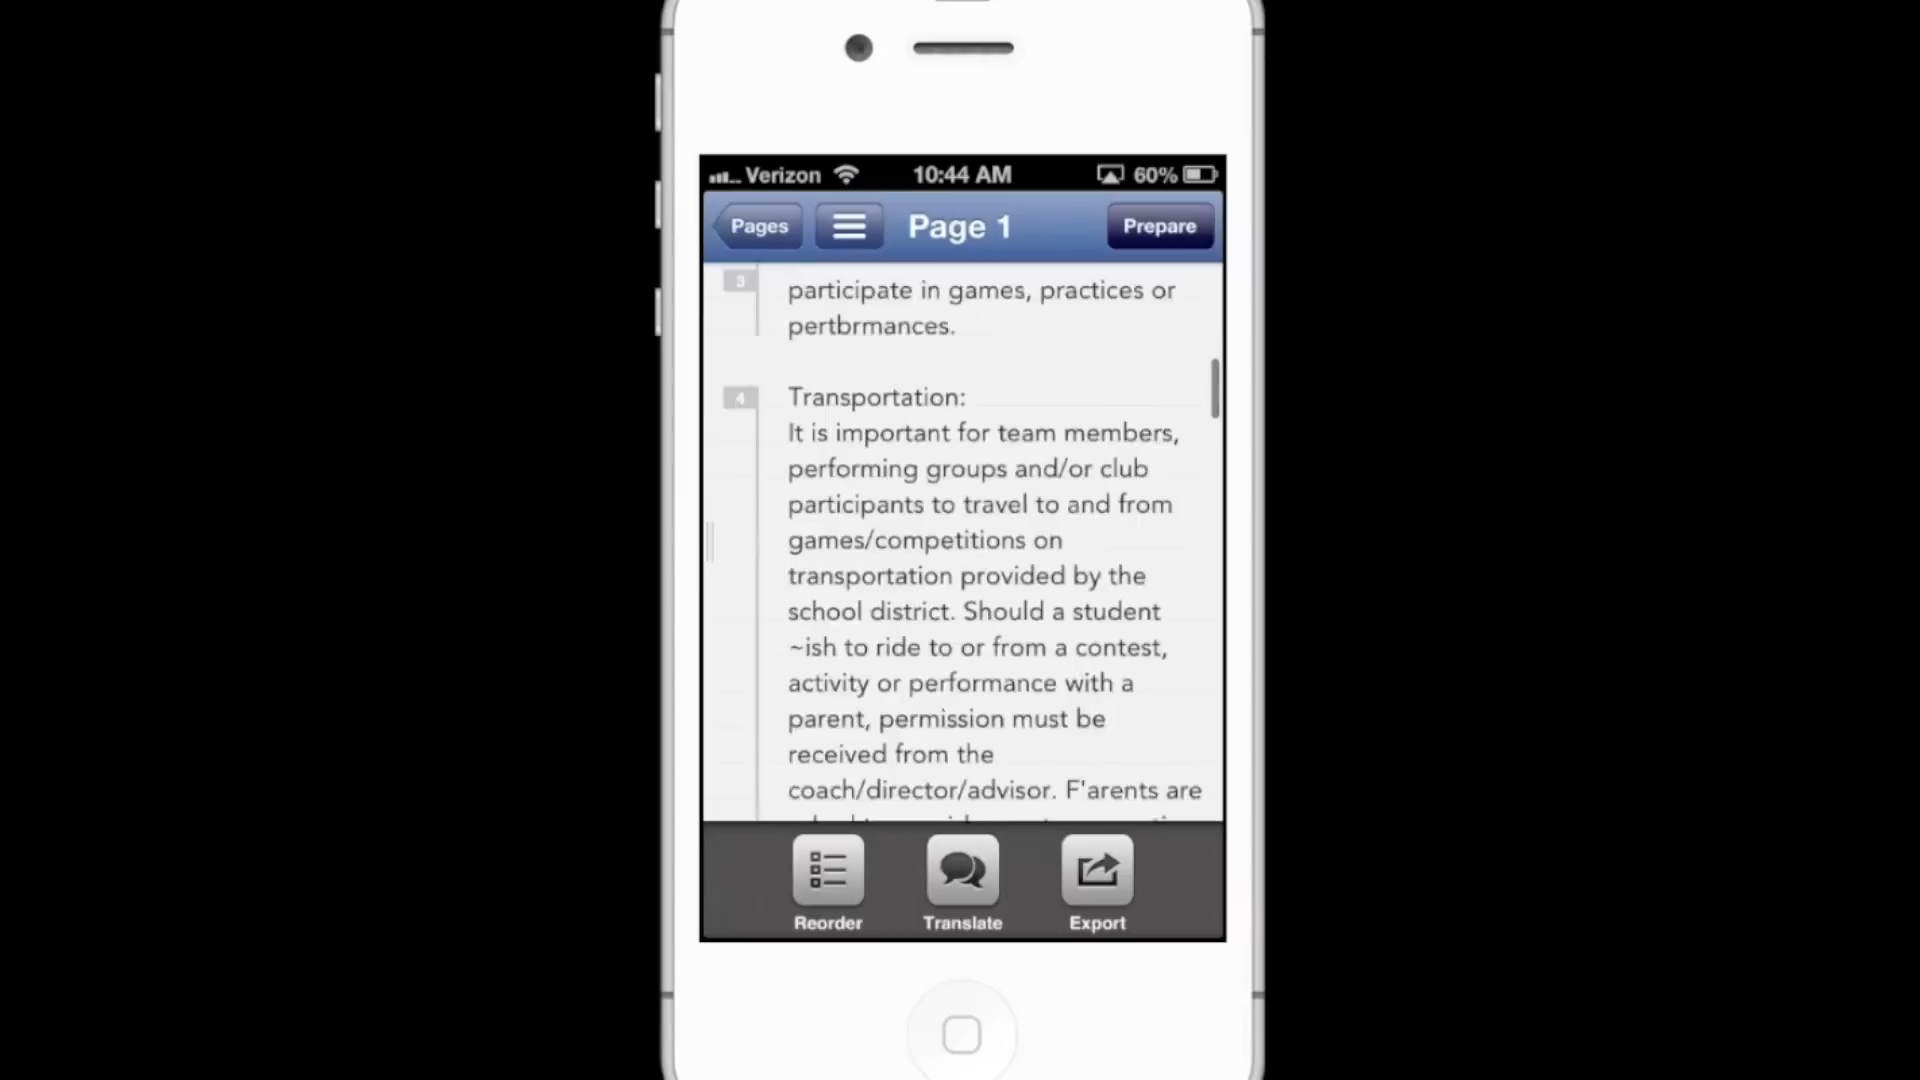 Verizon 10:44 AM 60%
Pages Page 1 Prepare
3 participate in games, practices or
pertbrmances.
4 Transportation:
It is important for team members,
performing groups and/or club
participants to travel to and from
games/competitions on
transportation provided by the
school district. Should a student
~ish to ride to or from a contest,
activity or performance with a
parent, permission must be
received from the
coach/director/advisor. F'arents are
Reorder Translate Export